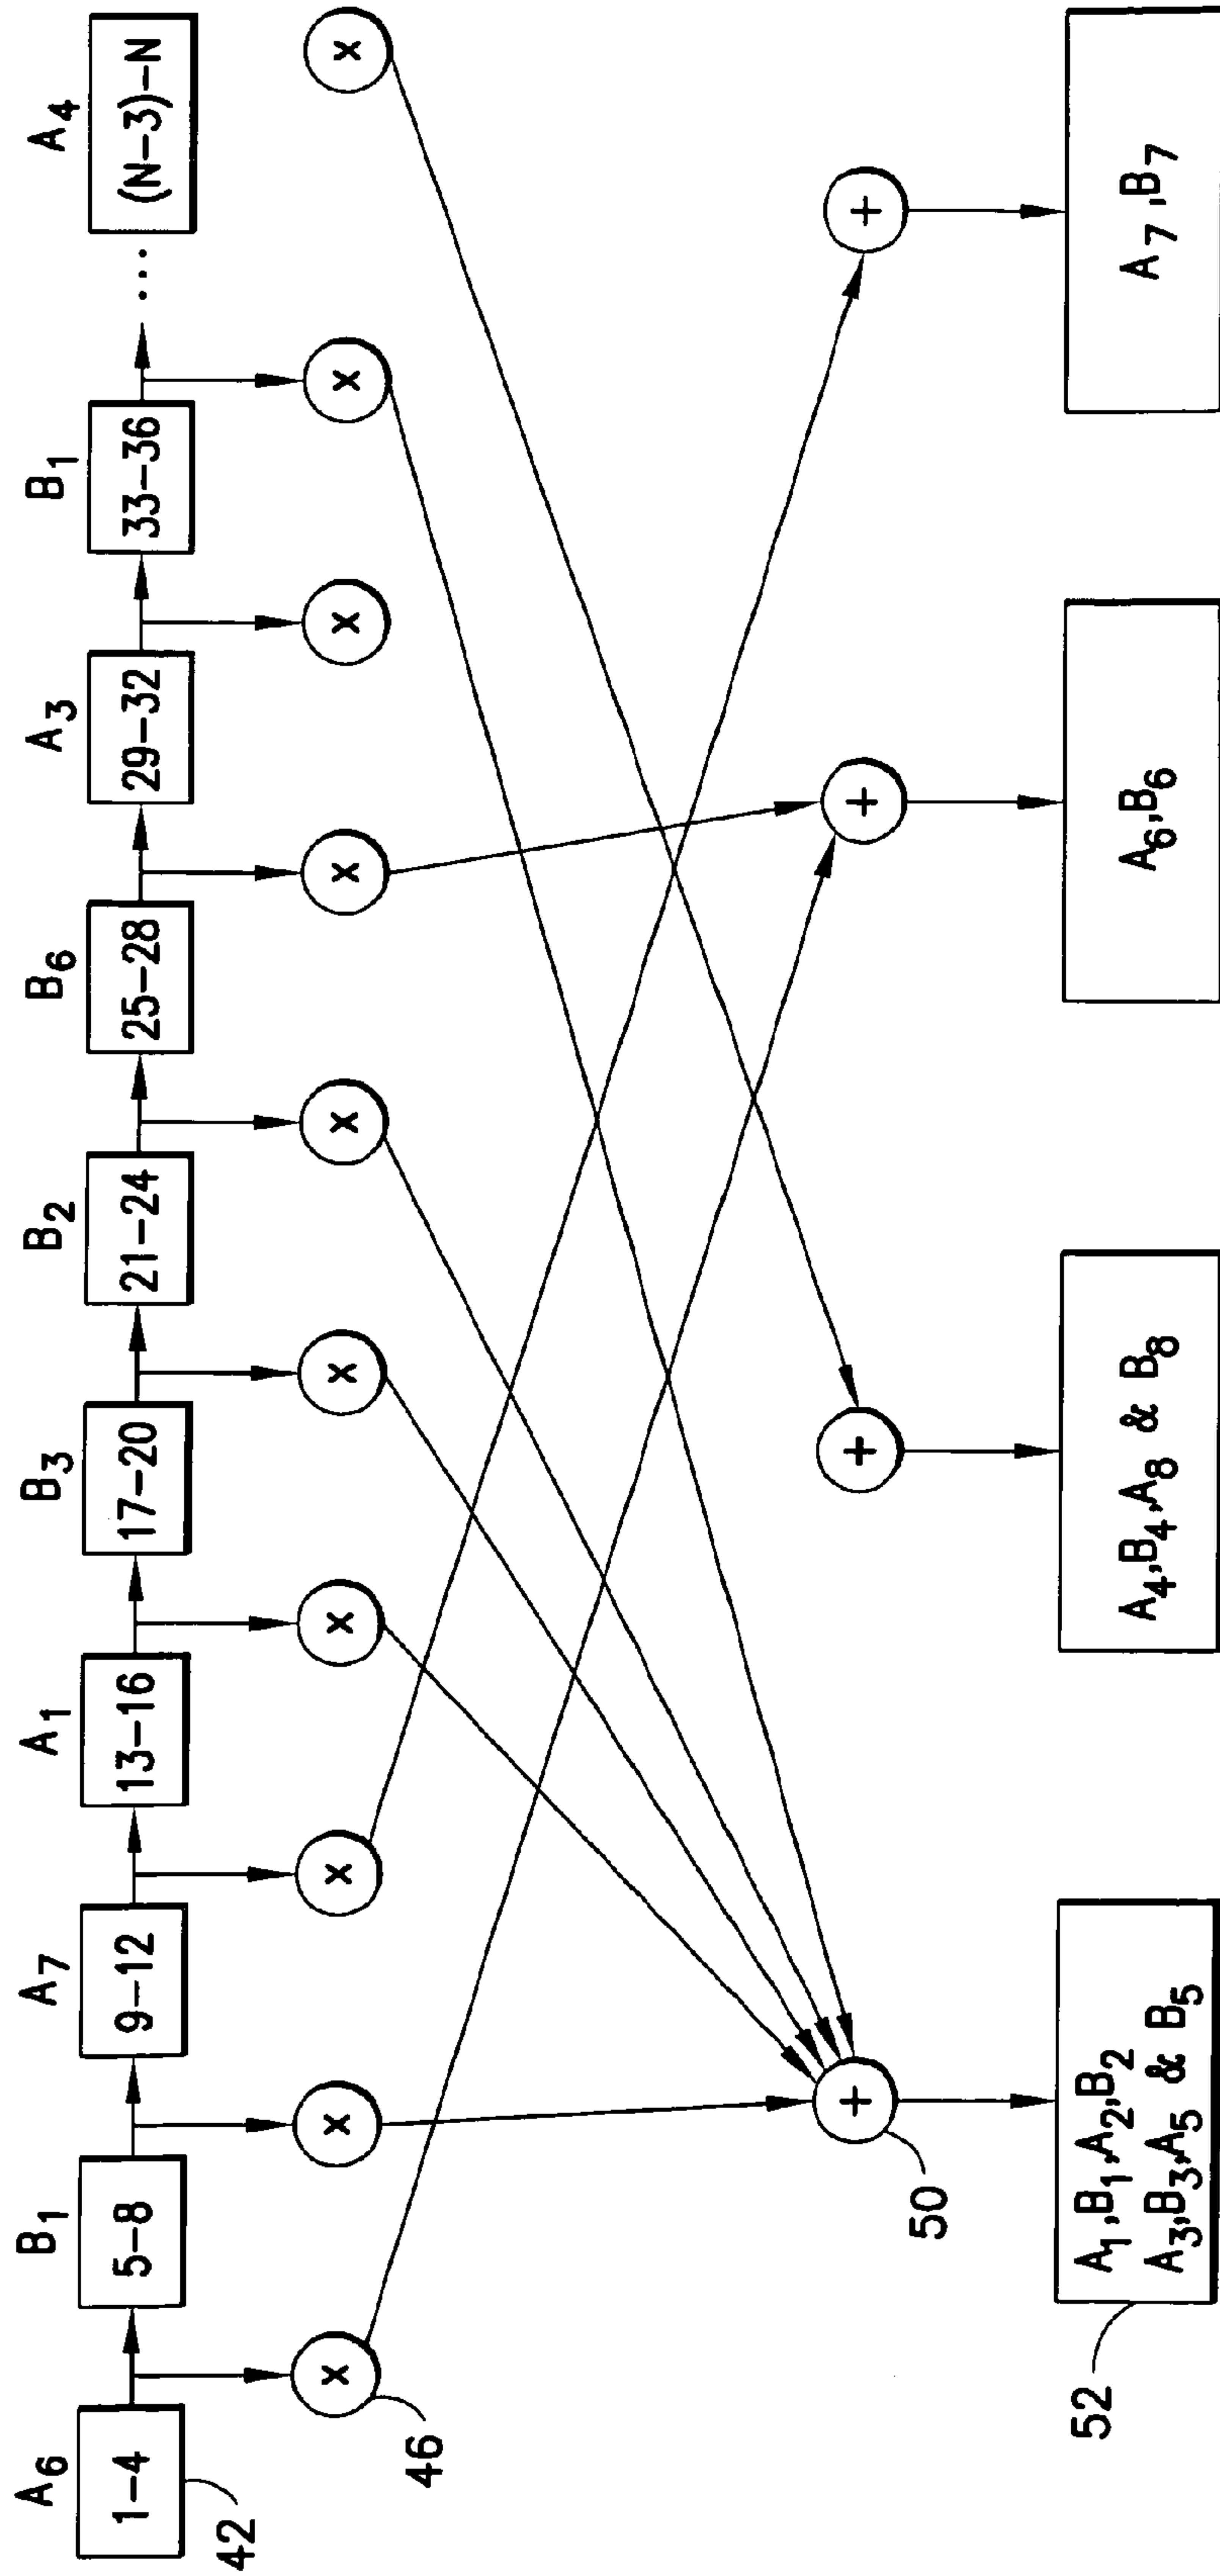 A6 B1 A7 A1 B3 B2 B6 A3 B1 A4
1-4 5-8 9-12 13-16 17-20 21-24 25-28 29-32 33-36 ... (N-3)-N
42
x x x x x x x x x x
46
+ + + +
50
A1,B1,A2,B2
A3,B3,A5 & B5
A4,B4,A8 & B8
A6,B6
A7,B7
52